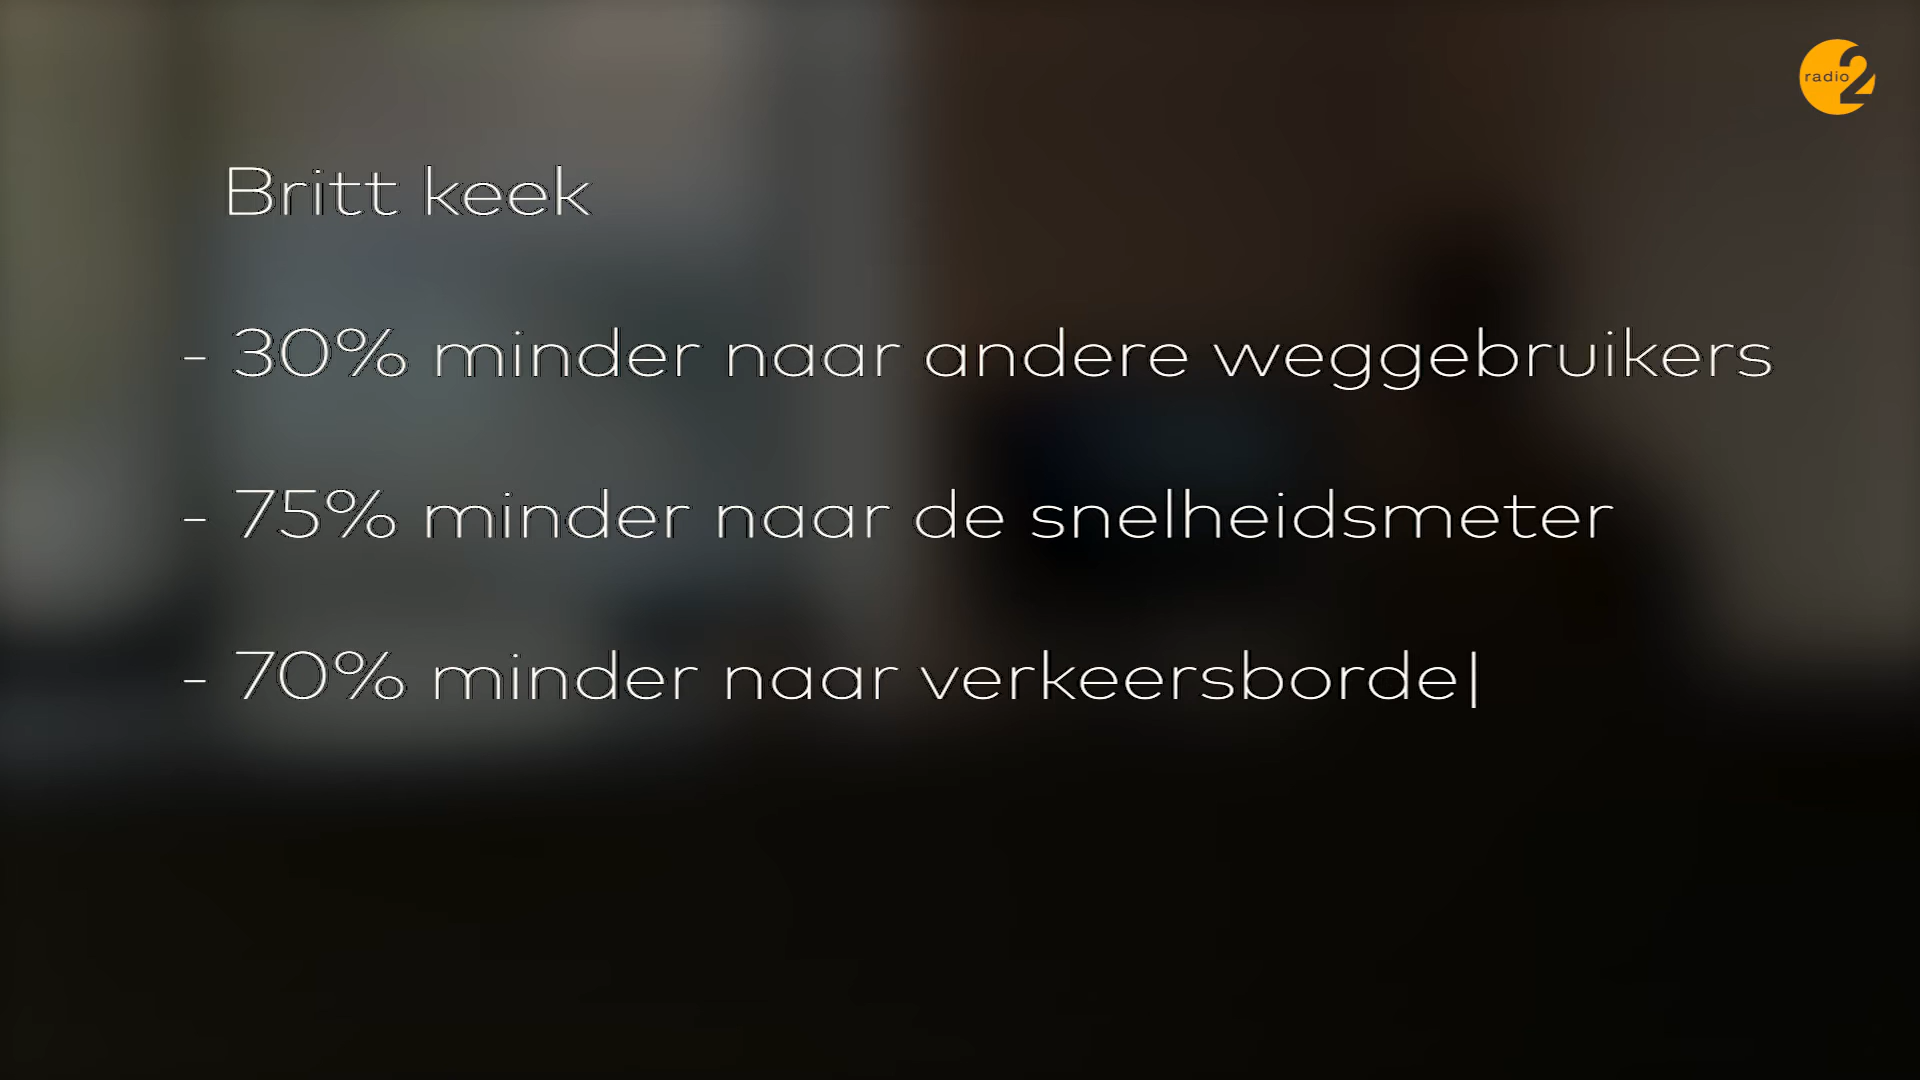 radio 2
Britt keek
- 30% minder naar andere weggebruikers
- 75% minder naar de snelheidsmeter
- 70% minder naar verkeersborde|